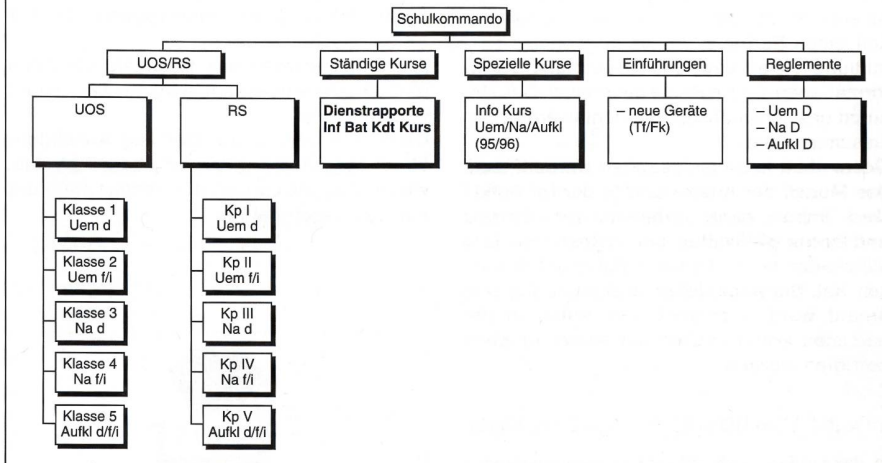 Schulkommando
UOS/RS
Ständige Kurse
Spezielle Kurse
Einführungen
Reglemente
UOS
RS
Dienstrapporte
Inf Bat Kdt Kurs
Info Kurs
Uem/Na/Aufkl
(95/96)
– neue Geräte
(Tf/Fk)
– Uem D
– Na D
– Aufkl D
Klasse 1
Uem d
Klasse 2
Uem f/i
Klasse 3
Na d
Klasse 4
Na f/i
Klasse 5
Aufkl d/f/i
Kp I
Uem d
Kp II
Uem f/i
Kp III
Na d
Kp IV
Na f/i
Kp V
Aufkl d/f/i